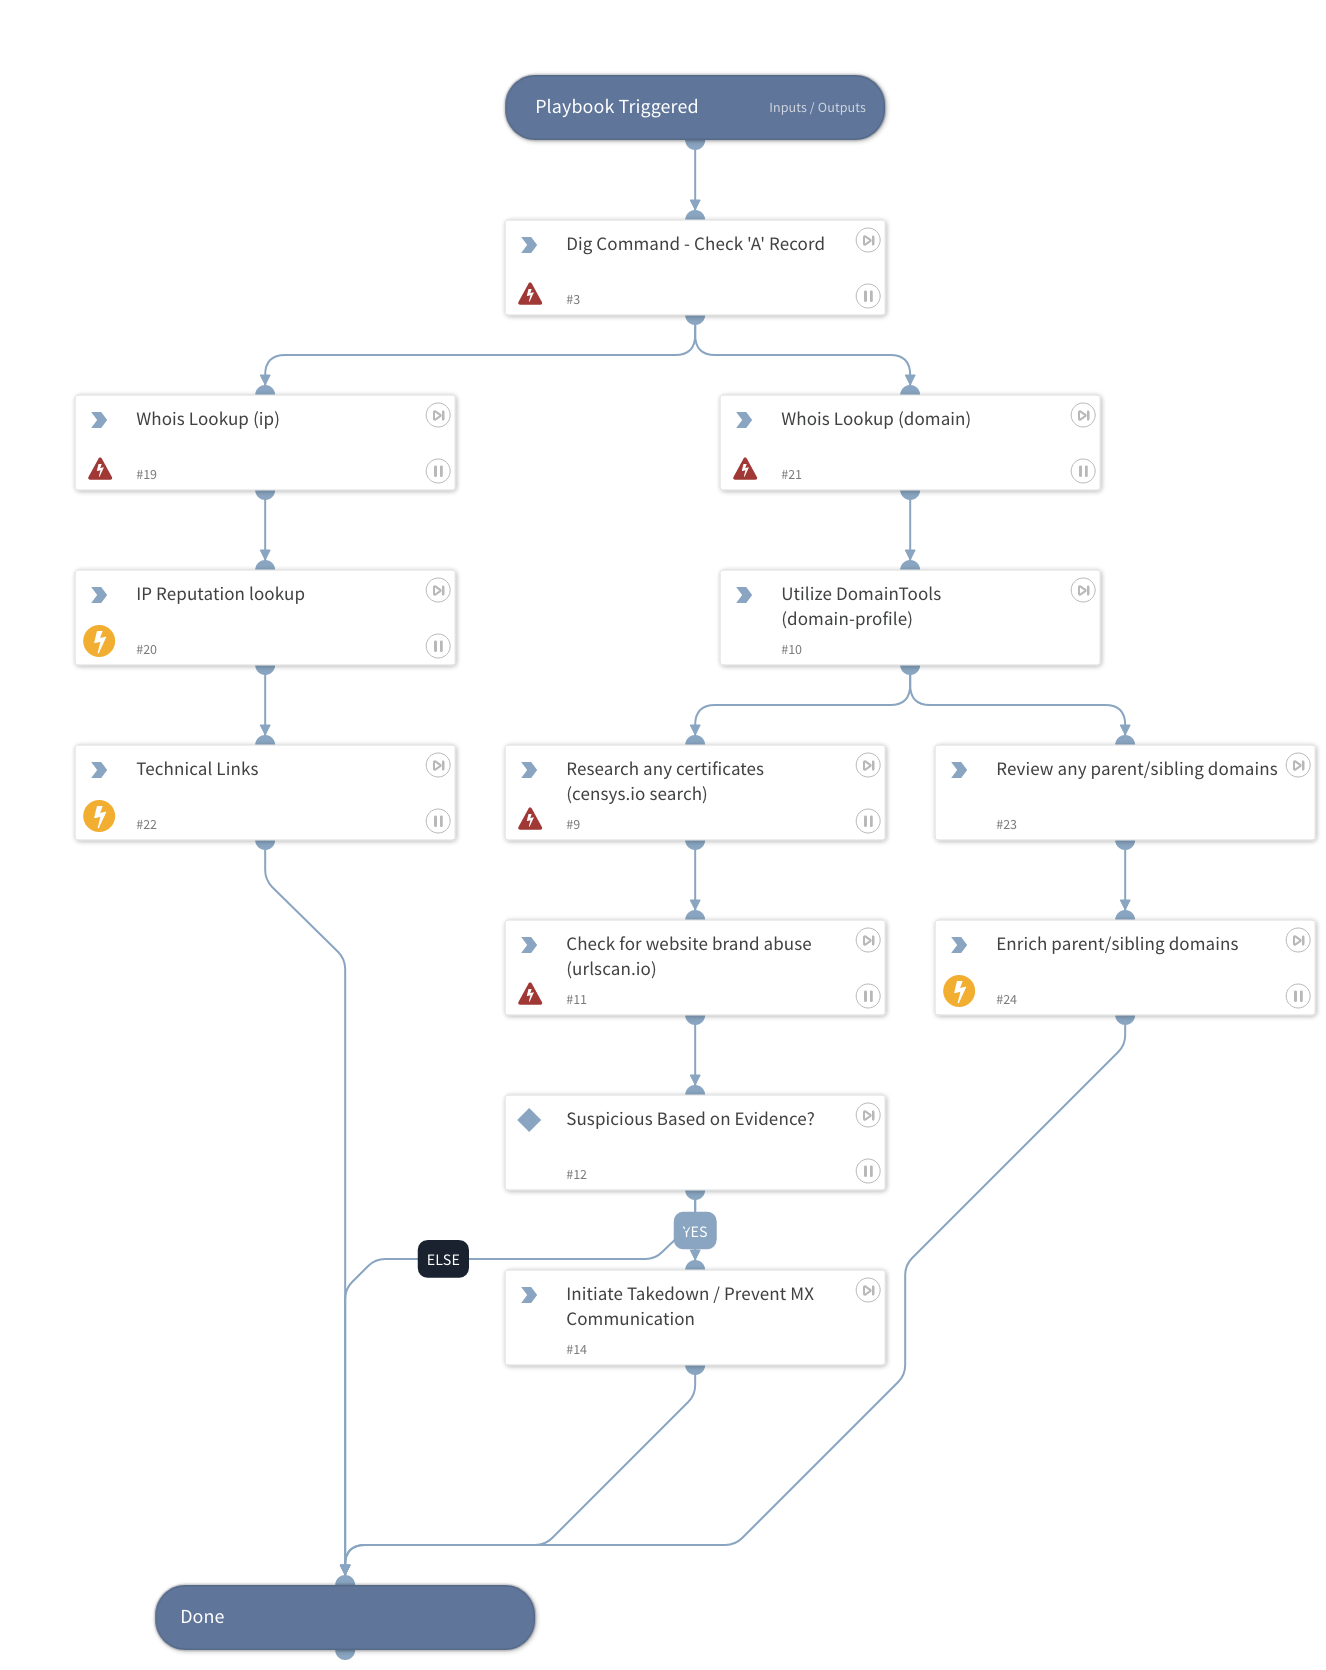 Playbook Triggered
Inputs / Outputs
Dig Command - Check 'A' Record
#3
Whois Lookup (ip)
#19
Whois Lookup (domain)
#21
IP Reputation lookup
#20
Utilize DomainTools
(domain-profile)
#10
Technical Links
#22
Research any certificates
(censys.io search)
#9
Review any parent/sibling domains
#23
Check for website brand abuse
(urlscan.io)
#11
Enrich parent/sibling domains
#24
Suspicious Based on Evidence?
#12
YES
ELSE
Initiate Takedown / Prevent MX
Communication
#14
Done